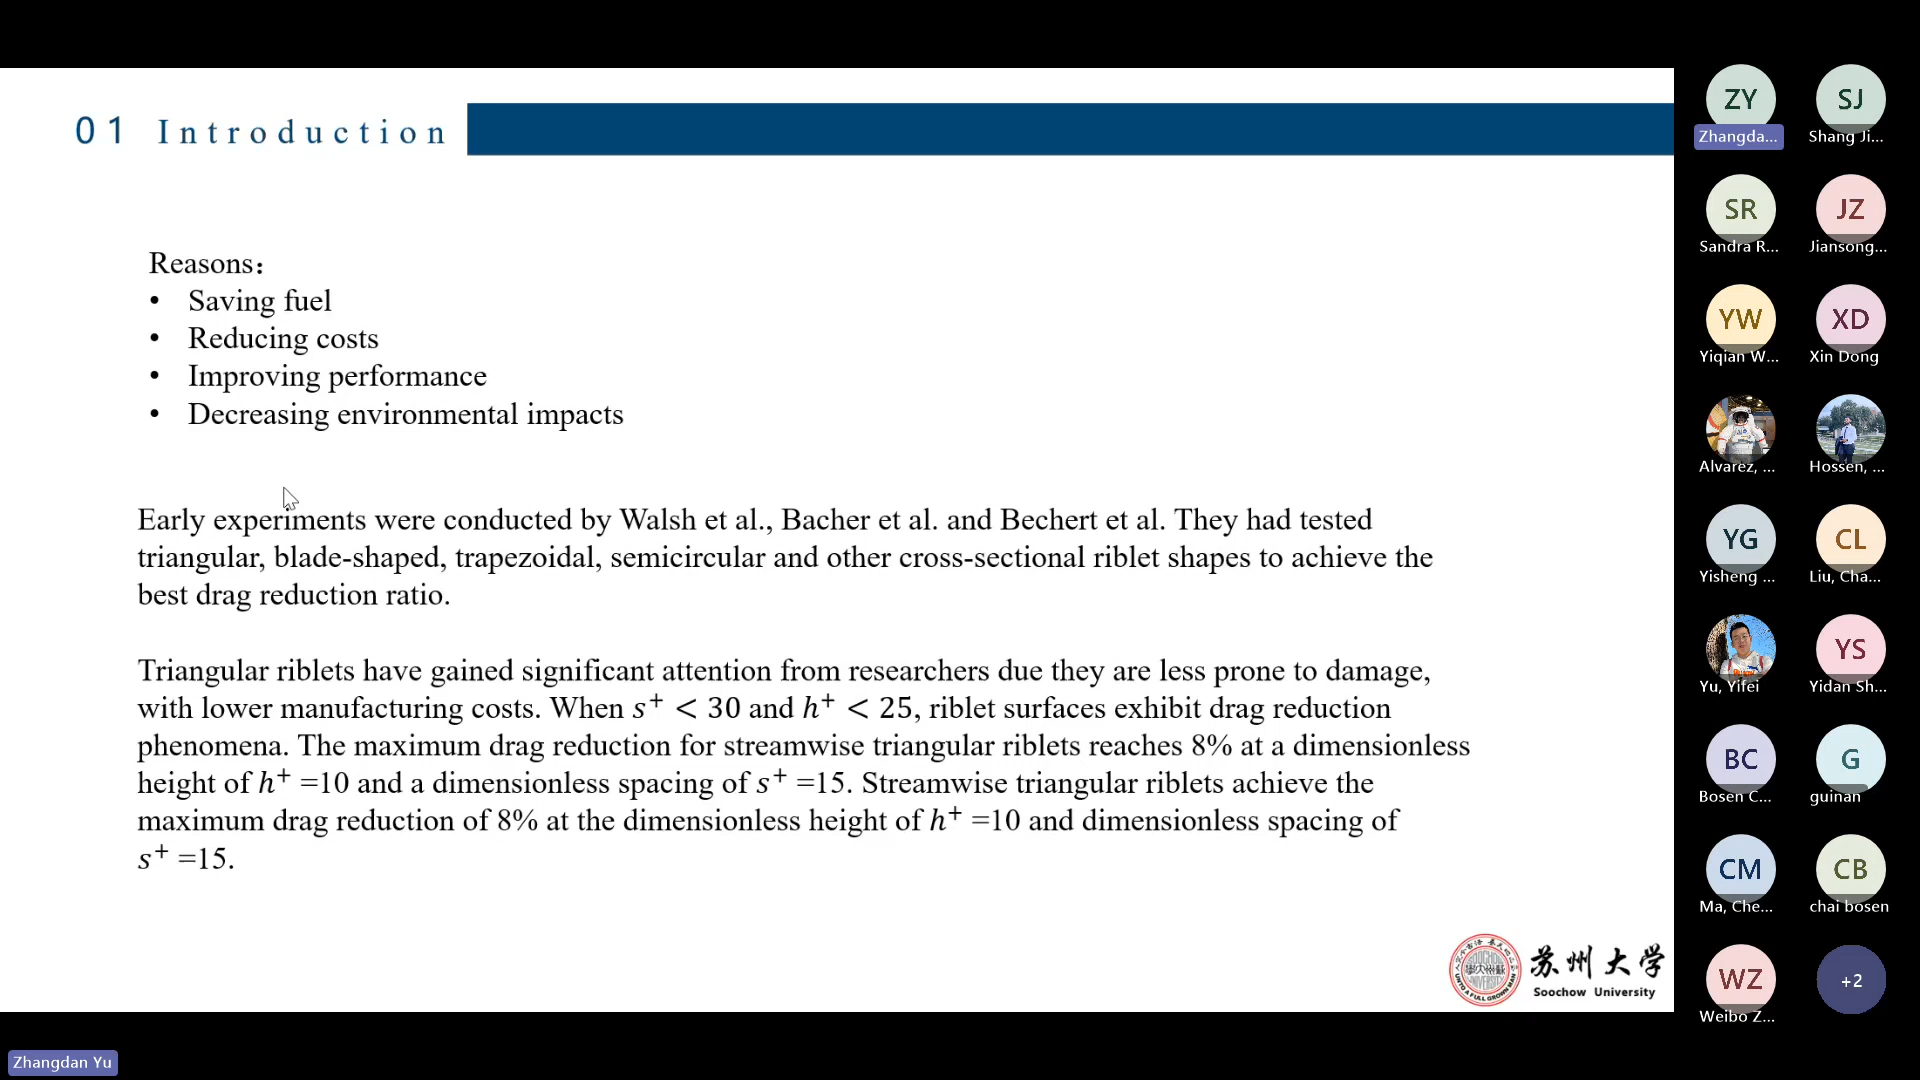 01 Introduction
Reasons：
• Saving fuel
• Reducing costs
• Improving performance
• Decreasing environmental impacts
Early experiments were conducted by Walsh et al., Bacher et al. and Bechert et al. They had tested
triangular, blade-shaped, trapezoidal, semicircular and other cross-sectional riblet shapes to achieve the
best drag reduction ratio.
Triangular riblets have gained significant attention from researchers due they are less prone to damage,
with lower manufacturing costs. When s⁺ < 30 and h⁺ < 25, riblet surfaces exhibit drag reduction
phenomena. The maximum drag reduction for streamwise triangular riblets reaches 8% at a dimensionless
height of h⁺ =10 and a dimensionless spacing of s⁺ =15. Streamwise triangular riblets achieve the
maximum drag reduction of 8% at the dimensionless height of h⁺ =10 and dimensionless spacing of
s⁺ =15.
苏州大学
Soochow University
Zhangdan Yu
ZY
Zhangda...
SJ
Shang Ji...
SR
Sandra R...
JZ
Jiansong...
YW
Yiqian W...
XD
Xin Dong
Alvarez, ...
Hossen, ...
YG
Yisheng ...
CL
Liu, Cha...
Yu, Yifei
YS
Yidan Sh...
BC
Bosen C...
G
guinan
CM
Ma, Che...
CB
chai bosen
WZ
Weibo Z...
+2